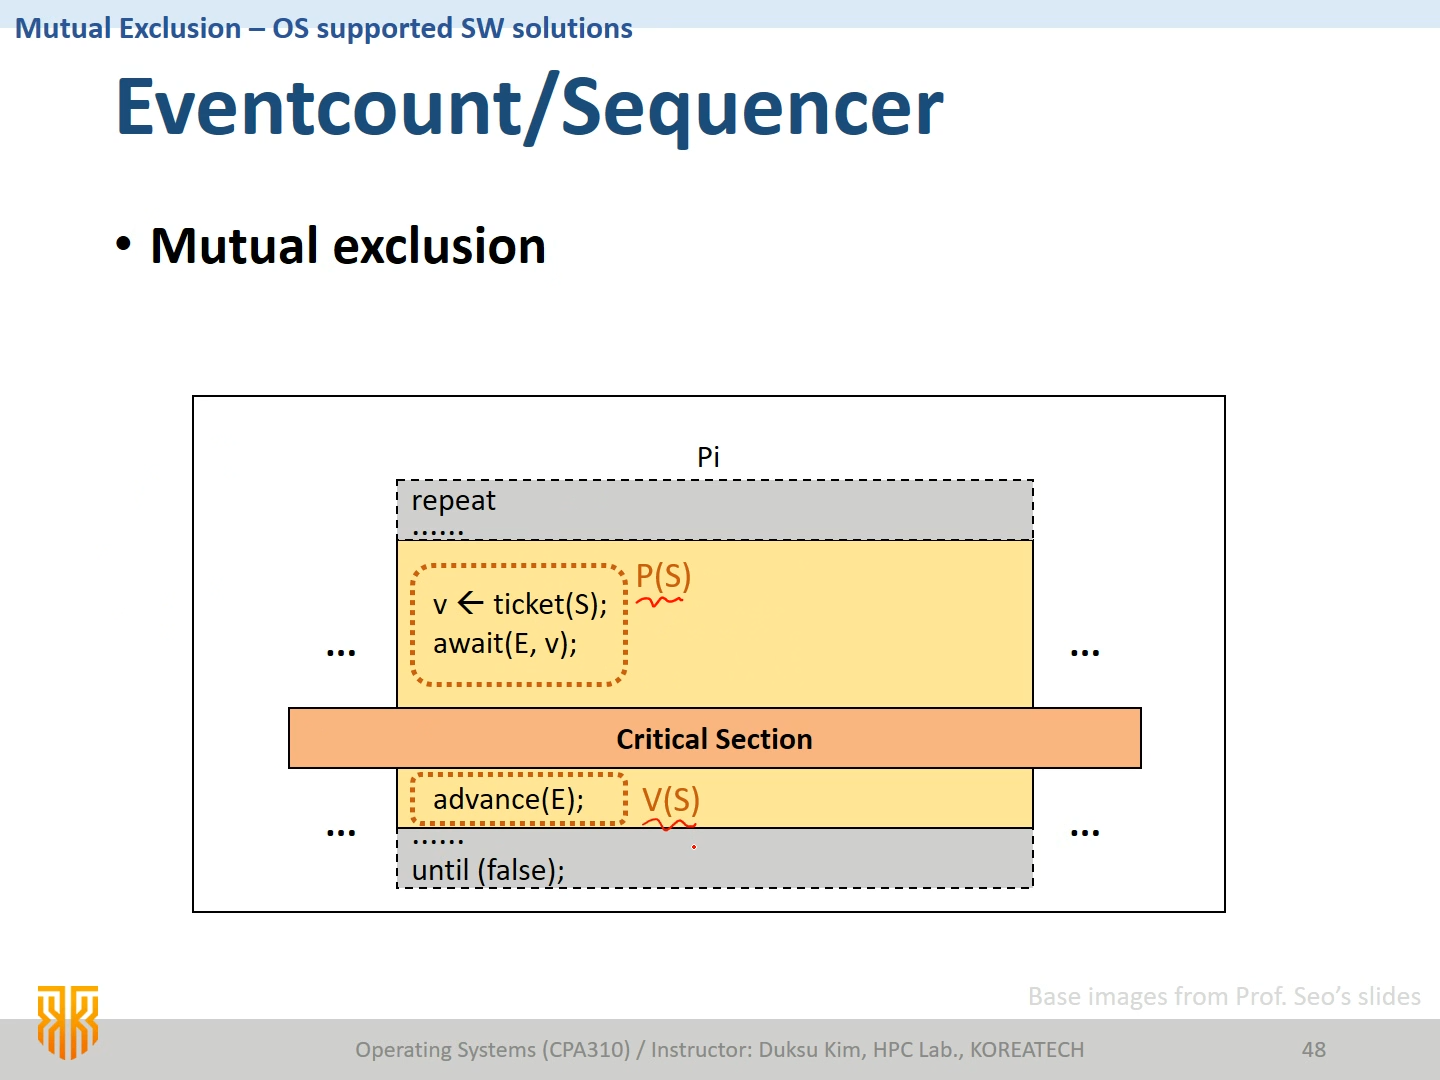 Mutual Exclusion – OS supported SW solutions
Eventcount/Sequencer
• Mutual exclusion
Pi
repeat
......
P(S)
v ← ticket(S);
await(E, v);
... ...
Critical Section
advance(E); V(S)
... ...
......
until (false);
Base images from Prof. Seo’s slides
Operating Systems (CPA310) / Instructor: Duksu Kim, HPC Lab., KOREATECH 48